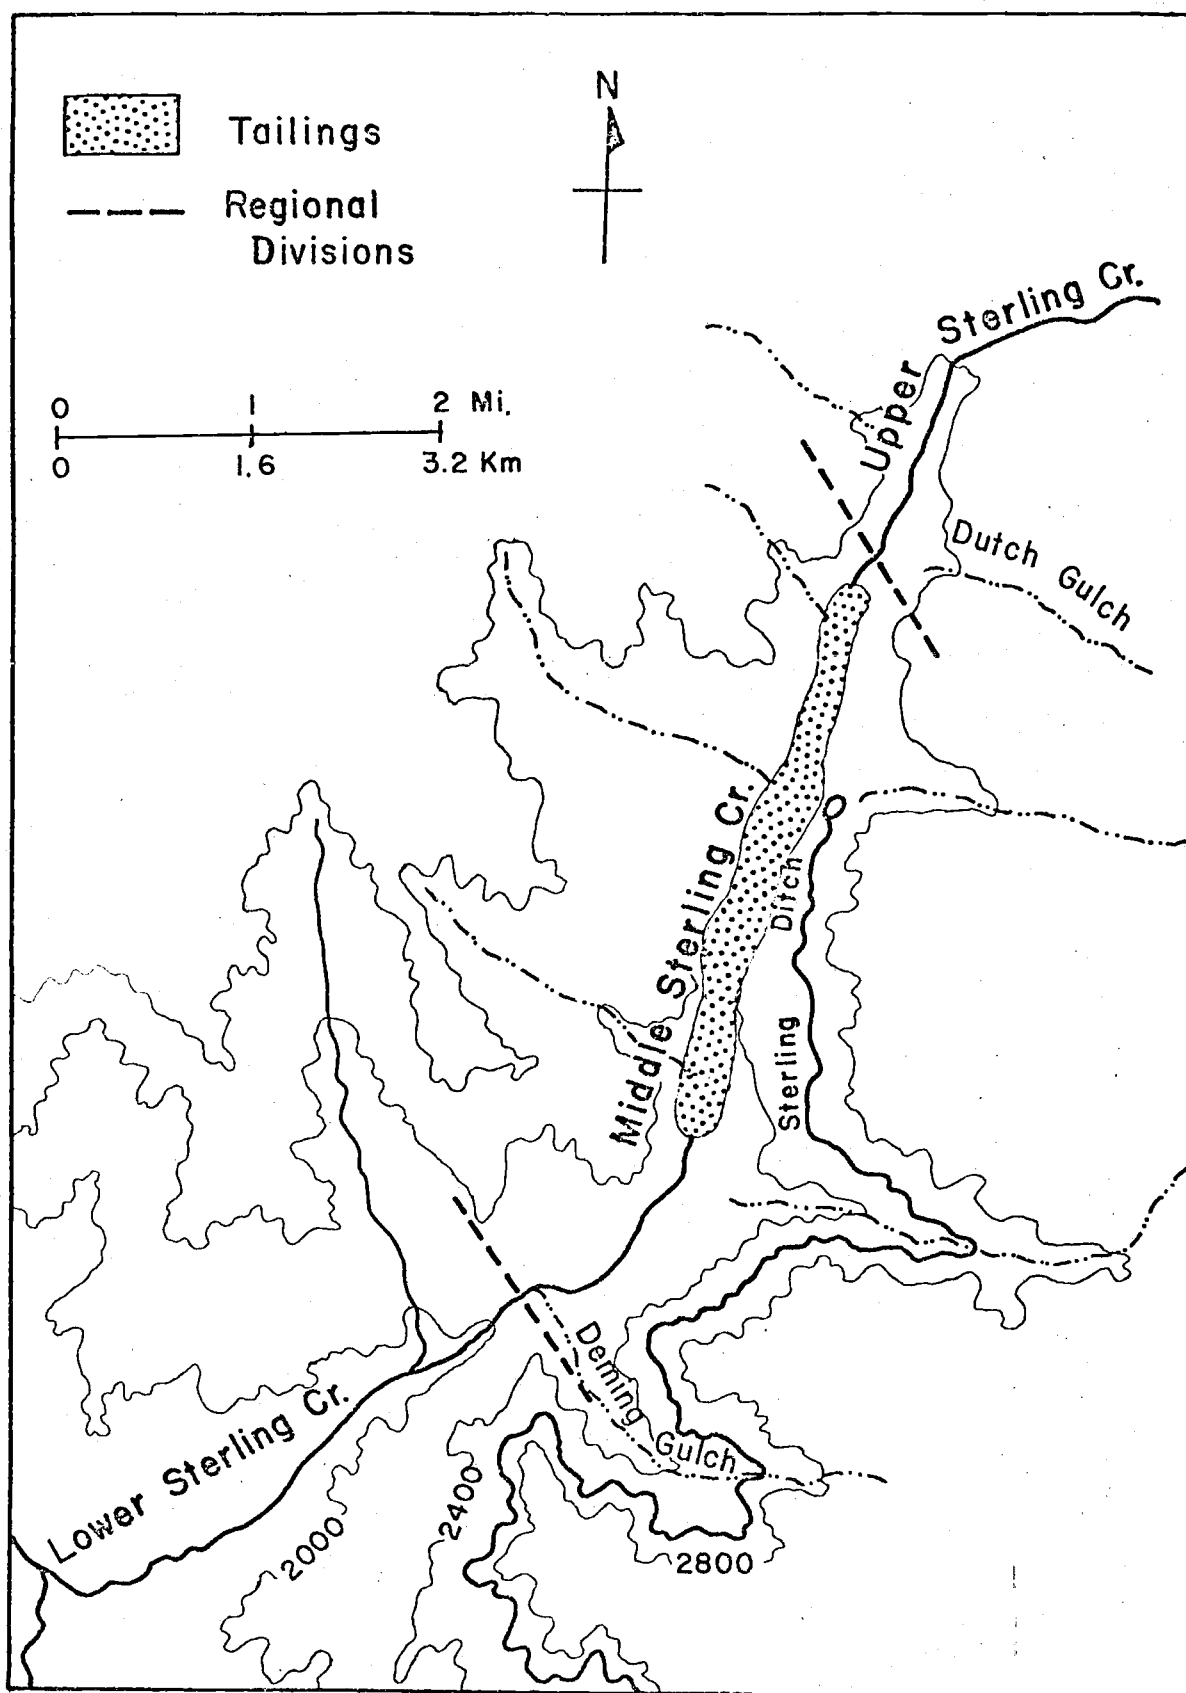 N
Tailings
Regional
Divisions
0 1 2 Mi.
0 1.6 3.2 Km
Upper Sterling Cr.
Dutch Gulch
Middle Sterling Cr.
Sterling Ditch
Deming Gulch
Lower Sterling Cr.
2000
2400
2800